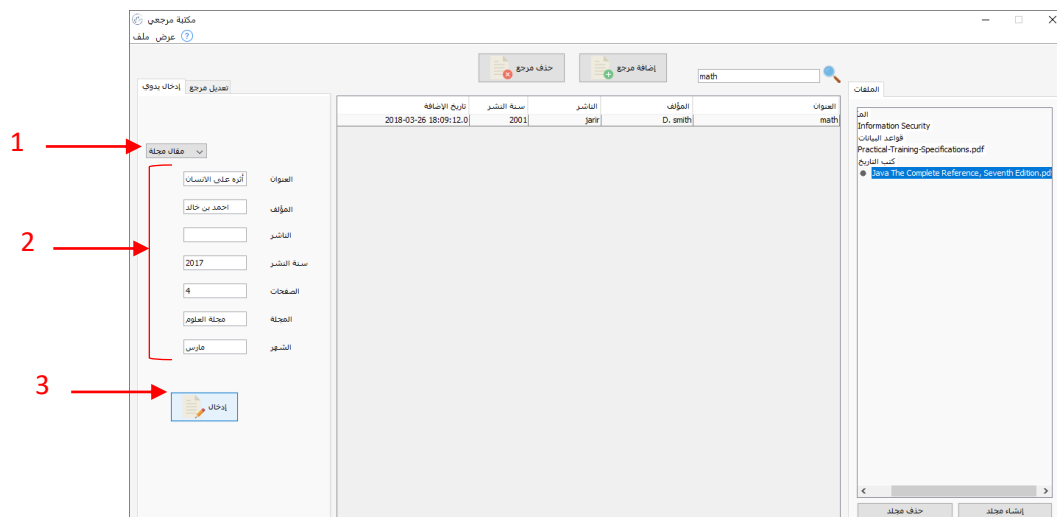 مكتبة مرجعي
ملف عرض ?
إضافة مرجع
حذف مرجع
math
تعديل مرجع
إدخال يدوي
الملفات
العنوان المؤلف الناشر سنة النشر تاريخ الإضافة
math D. smith jarir 2001 2018-03-26 18:09:12.0
الم
Information Security
قواعد البيانات
Practical-Training-Specifications.pdf
كتب التاريخ
Java The Complete Reference, Seventh Edition.pd
1
مقال مجلة
2
العنوان أثره على الانسان
المؤلف احمد بن خالد
الناشر
سنة النشر 2017
الصفحات 4
المجلة مجلة العلوم
الشهر مارس
3
إدخال
إنشاء مجلد
حذف مجلد